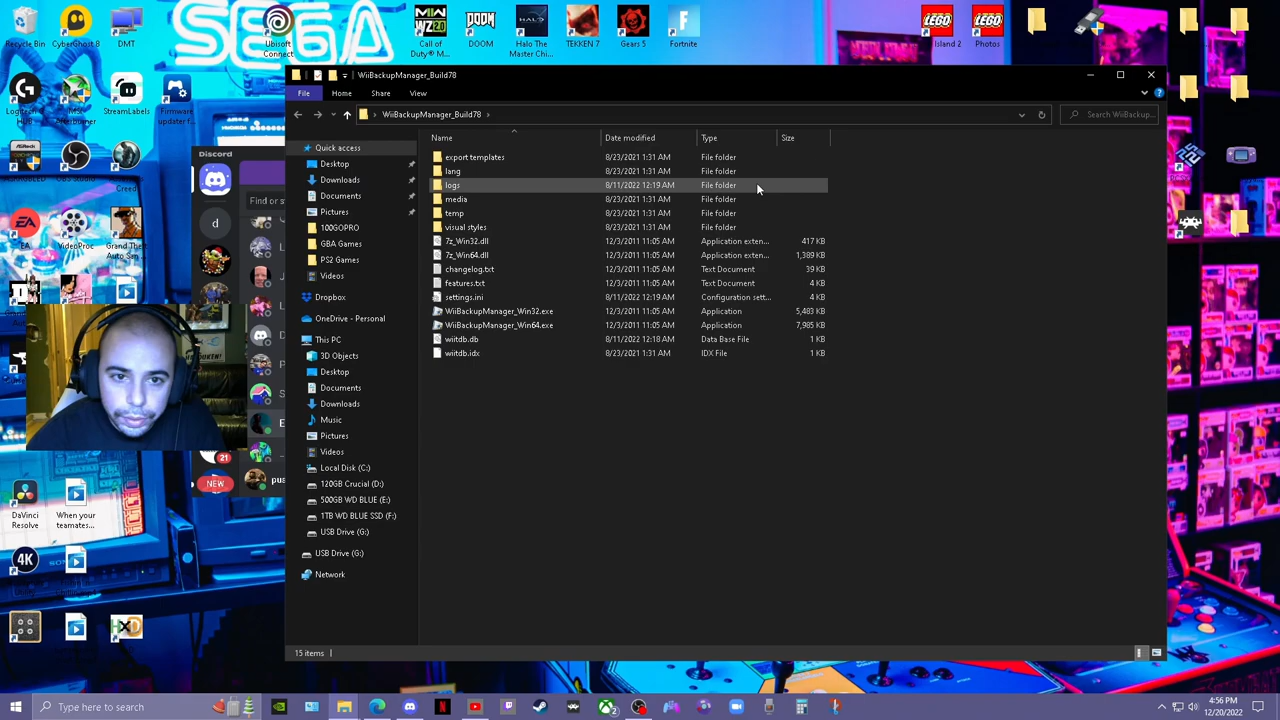 Recycle Bin
CyberGhost 8
DMT
SEGA
Ubisoft
Connect
Call of
Duty® M...
DOOM
Halo The
Master Chi...
TEKKEN 7
Gears 5
Fortnite
LEGO
Island 2
LEGO
Photos
Logitech G
HUB
MSI
Afterburner
StreamLabels
Firmware
updater f...
EA
VideoProc
Grand Theft
Auto San ...
Creed
DaVinci
Resolve
When your
teamates...
4K
Discord
Find or s
d
21
NEW
WiiBackupManager_Build78
File
Home
Share
View
WiiBackupManager_Build78
Search WiiBackup...
Name
Date modified
Type
Size
Quick access
Desktop
Downloads
Documents
Pictures
100GOPRO
GBA Games
PS2 Games
Videos
Dropbox
OneDrive - Personal
This PC
3D Objects
Desktop
Documents
Downloads
Music
Pictures
Videos
Local Disk (C:)
120GB Crucial (D:)
500GB WD BLUE (E:)
1TB WD BLUE SSD (F:)
USB Drive (G:)
USB Drive (G:)
Network
export templates 8/23/2021 1:31 AM File folder
lang 8/23/2021 1:31 AM File folder
logs 8/11/2022 12:19 AM File folder
media 8/23/2021 1:31 AM File folder
temp 8/23/2021 1:31 AM File folder
visual styles 8/23/2021 1:31 AM File folder
7z_Win32.dll 12/3/2011 11:05 AM Application exten... 417 KB
7z_Win64.dll 12/3/2011 11:05 AM Application exten... 1,389 KB
changelog.txt 12/3/2011 11:05 AM Text Document 39 KB
features.txt 12/3/2011 11:05 AM Text Document 4 KB
settings.ini 8/11/2022 12:19 AM Configuration sett... 4 KB
WiiBackupManager_Win32.exe 12/3/2011 11:05 AM Application 5,483 KB
WiiBackupManager_Win64.exe 12/3/2011 11:05 AM Application 7,985 KB
wiitdb.db 8/11/2022 12:18 AM Data Base File 1 KB
wiitdb.idx 8/23/2021 1:31 AM IDX File 1 KB
15 items
Type here to search
4:56 PM
12/20/2022